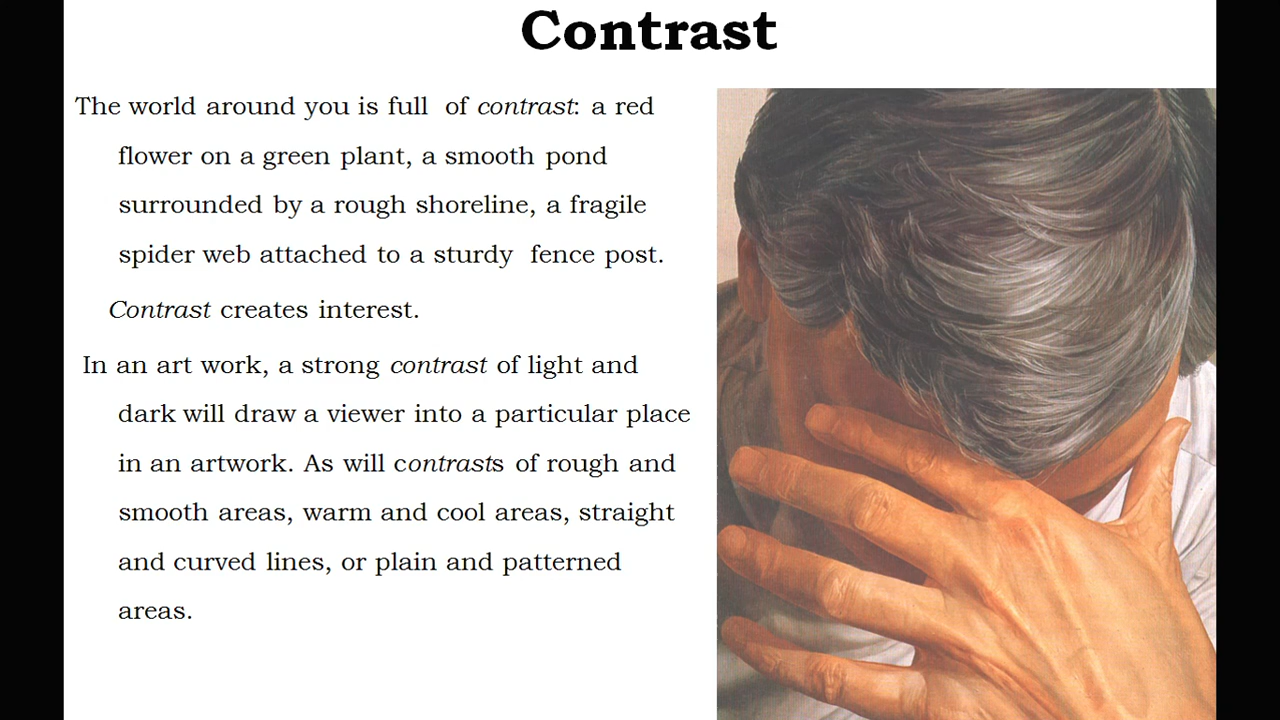 Contrast
The world around you is full of contrast: a red
flower on a green plant, a smooth pond
surrounded by a rough shoreline, a fragile
spider web attached to a sturdy fence post.
Contrast creates interest.
In an art work, a strong contrast of light and
dark will draw a viewer into a particular place
in an artwork. As will contrasts of rough and
smooth areas, warm and cool areas, straight
and curved lines, or plain and patterned
areas.